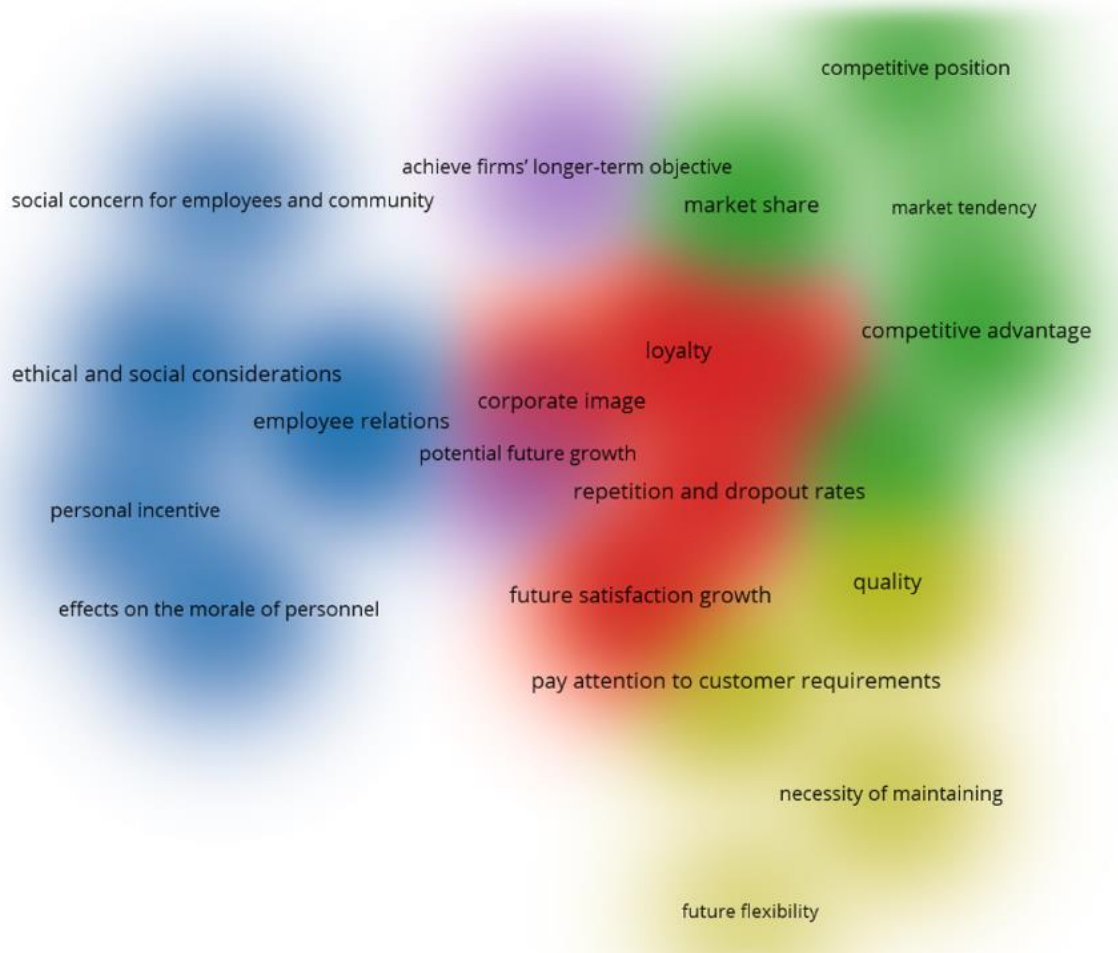 competitive position
achieve firms' longer-term objective
social concern for employees and community
market share
market tendency
competitive advantage
loyalty
ethical and social considerations
corporate image
employee relations
potential future growth
repetition and dropout rates
personal incentive
quality
future satisfaction growth
effects on the morale of personnel
pay attention to customer requirements
necessity of maintaining
future flexibility